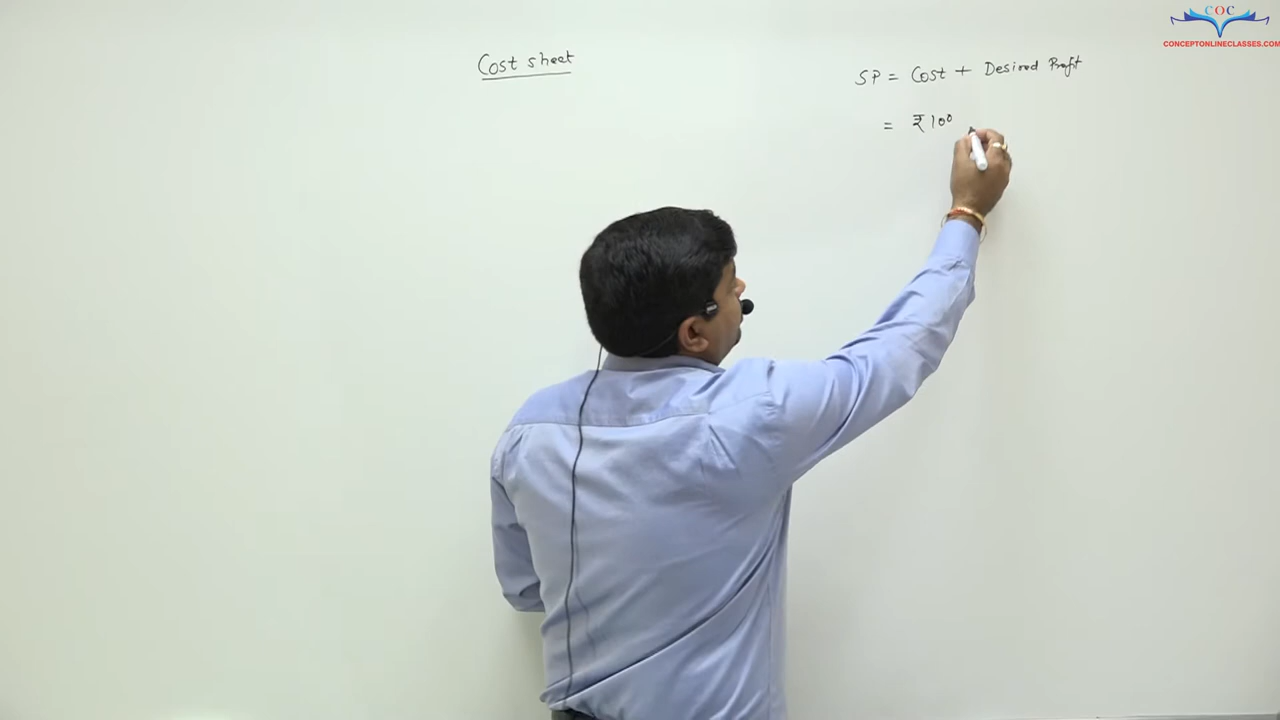 COC
CONCEPTONLINECLASSES.COM
Cost sheet
SP = Cost + Desired Profit
= ₹100